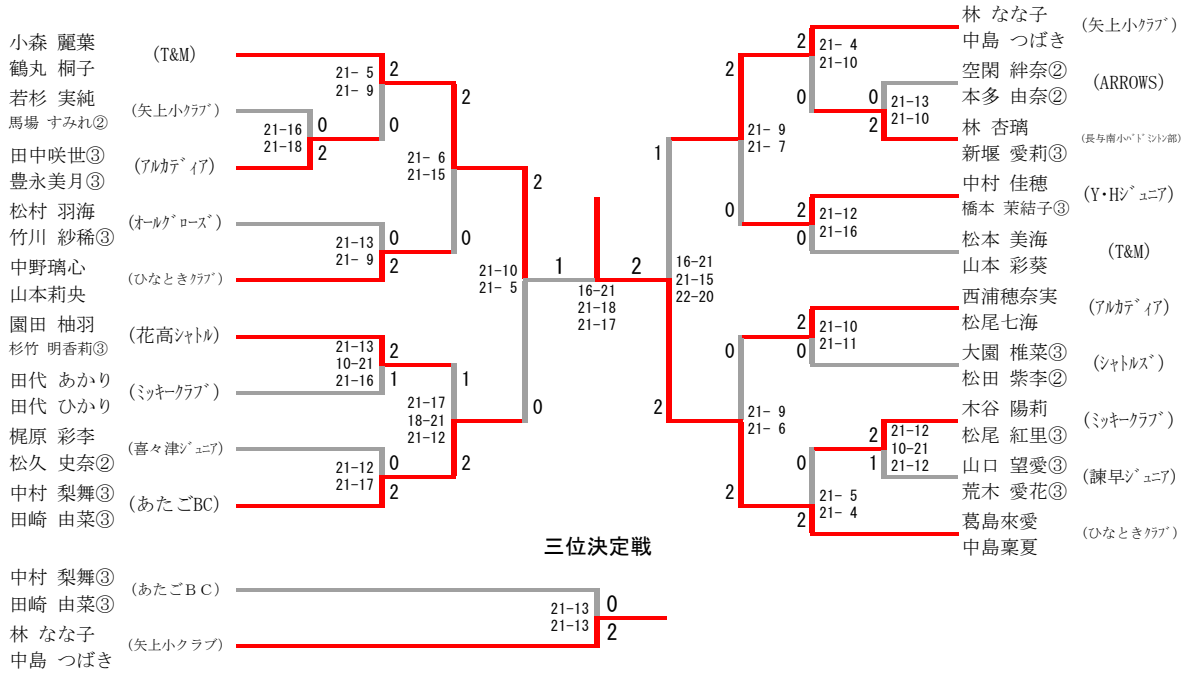 小森 麗葉
鶴丸 桐子
(T&M)
若杉 実純
馬場 すみれ②
(矢上小クラブ)
田中咲世③
豊永美月③
(アルカディア)
松村 羽海
竹川 紗稀③
(オールグローズ)
中野璃心
山本莉央
(ひなときクラブ)
園田 柚羽
杉竹 明香莉③
(花高シャトル)
田代 あかり
田代 ひかり
(ミッキークラブ)
梶原 彩李
松久 史奈②
(喜々津ジュニア)
中村 梨舞③
田崎 由菜③
(あたごBC)
21- 5
21- 9
2
0
21-16
21-18
0
2
21- 6
21-15
2
0
21-13
21- 9
0
2
21-10
21- 5
2
0
21-13
10-21
21-16
2
1
21-17
18-21
21-12
1
2
21-12
21-17
0
2
1
16-21
21-18
21-17
2
林 なな子
中島 つばき
(矢上小クラブ)
空閑 絆奈②
本多 由奈②
(ARROWS)
林 杏璃
新堰 愛莉③
(長与南小バドミントン部)
中村 佳穂
橋本 茉結子③
(Y・Hジュニア)
松本 美海
山本 彩葵
(T&M)
西浦穂奈実
松尾七海
(アルカディア)
大園 椎菜③
松田 紫李②
(シャトルズ)
木谷 陽莉
松尾 紅里③
(ミッキークラブ)
山口 望愛③
荒木 愛花③
(諫早ジュニア)
葛島來愛
中島稟夏
(ひなときクラブ)
2
0
21- 4
21-10
0
2
21-13
21-10
2
0
21- 9
21- 7
2
0
21-12
21-16
1
2
16-21
21-15
22-20
2
0
21-10
21-11
0
2
21- 9
21- 6
2
1
21-12
10-21
21-12
0
2
21- 5
21- 4
三位決定戦
中村 梨舞③
田崎 由菜③
(あたごＢＣ)
林 なな子
中島 つばき
(矢上小クラブ)
21-13
21-13
0
2